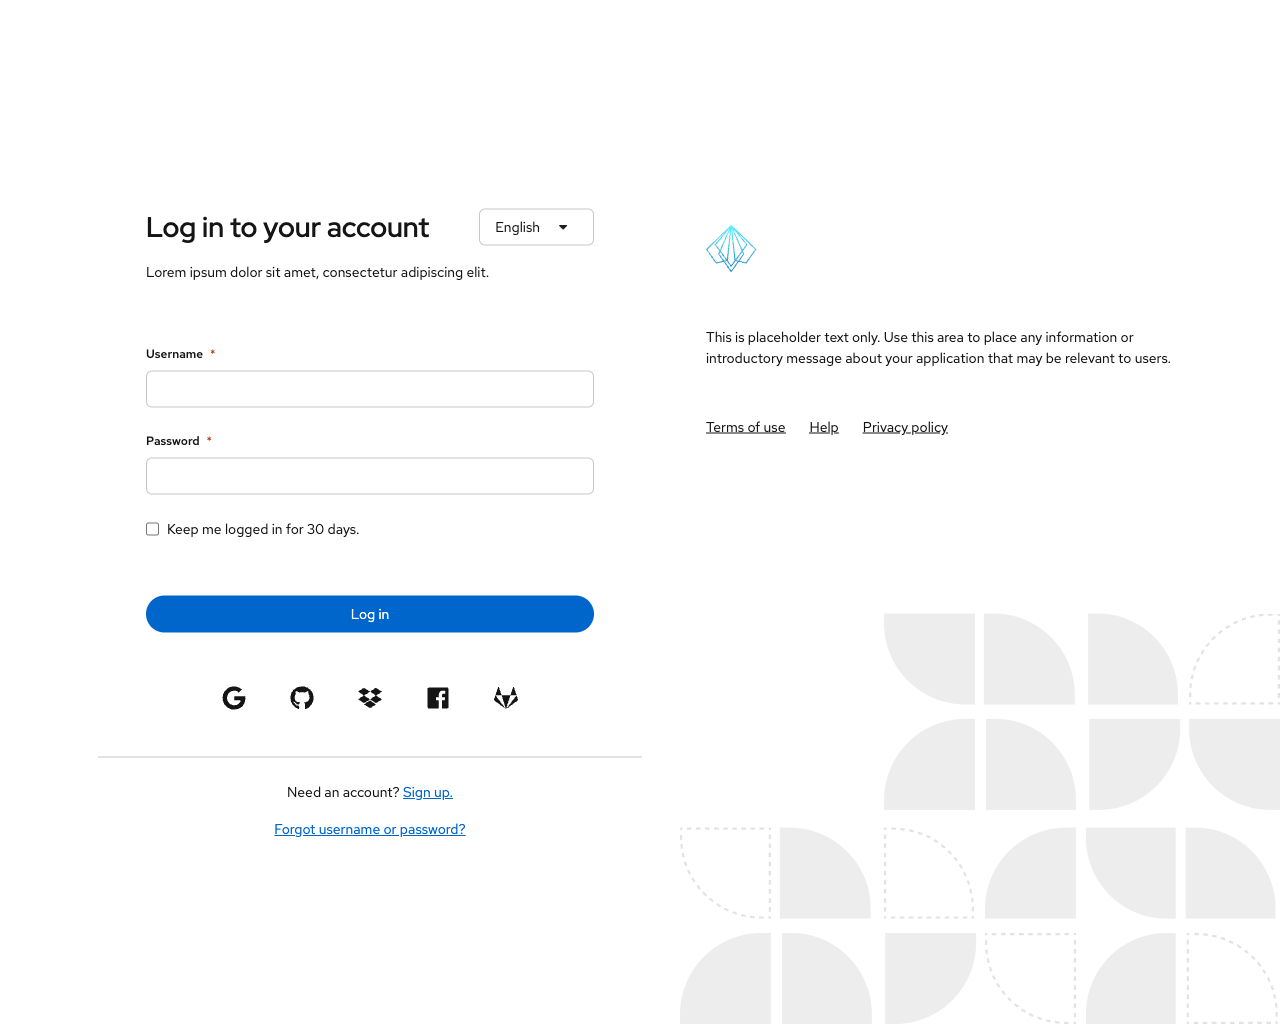 Log in to your account
English
Lorem ipsum dolor sit amet, consectetur adipiscing elit.
Username *
Password *
Keep me logged in for 30 days.
Log in
Need an account? Sign up.
Forgot username or password?
This is placeholder text only. Use this area to place any information or
introductory message about your application that may be relevant to users.
Terms of use Help Privacy policy